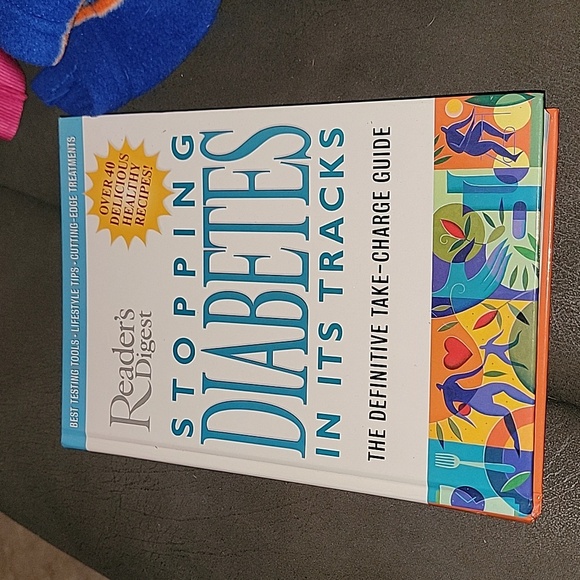 BEST TESTING TOOLS • LIFESTYLE TIPS • CUTTING-EDGE TREATMENTS
OVER 40
DELICIOUS
HEALTHY
RECIPES!
Reader's
Digest
STOPPING
DIABETES
IN ITS TRACKS
THE DEFINITIVE TAKE-CHARGE GUIDE